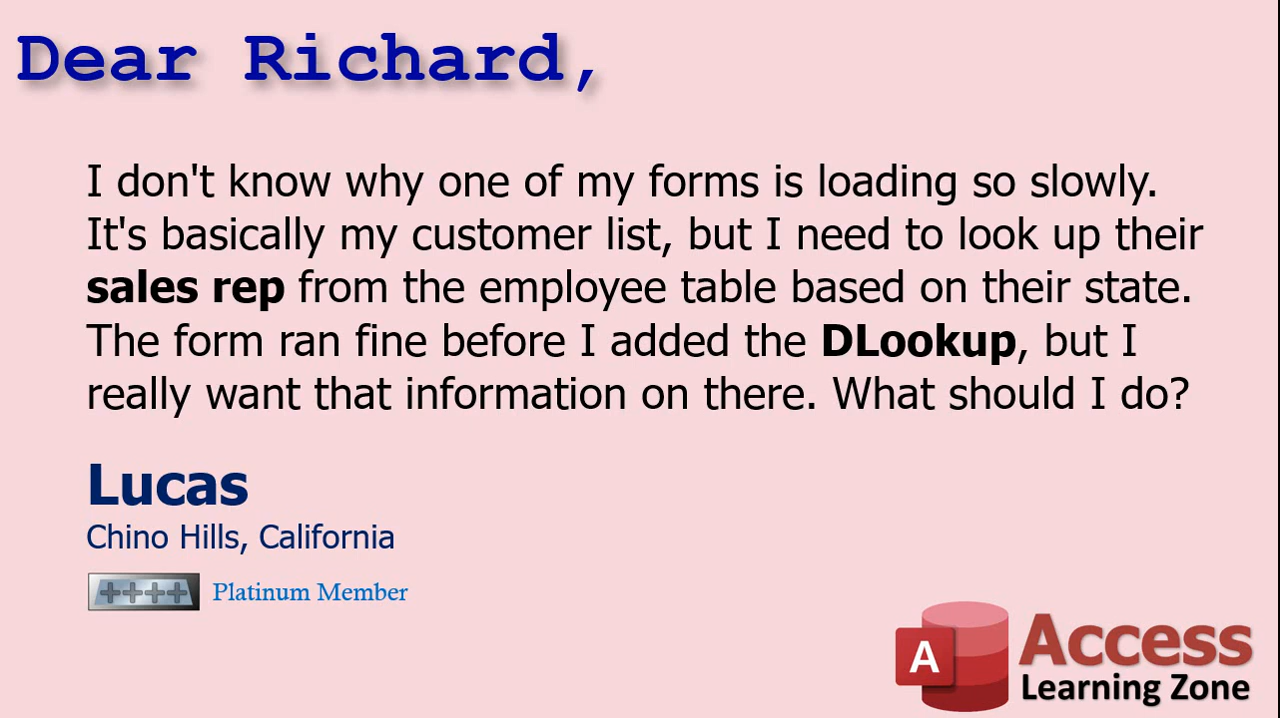 Dear Richard,
I don't know why one of my forms is loading so slowly.
It's basically my customer list, but I need to look up their
sales rep from the employee table based on their state.
The form ran fine before I added the DLookup, but I
really want that information on there. What should I do?
Lucas
Chino Hills, California
++++ Platinum Member
A Access
Learning Zone